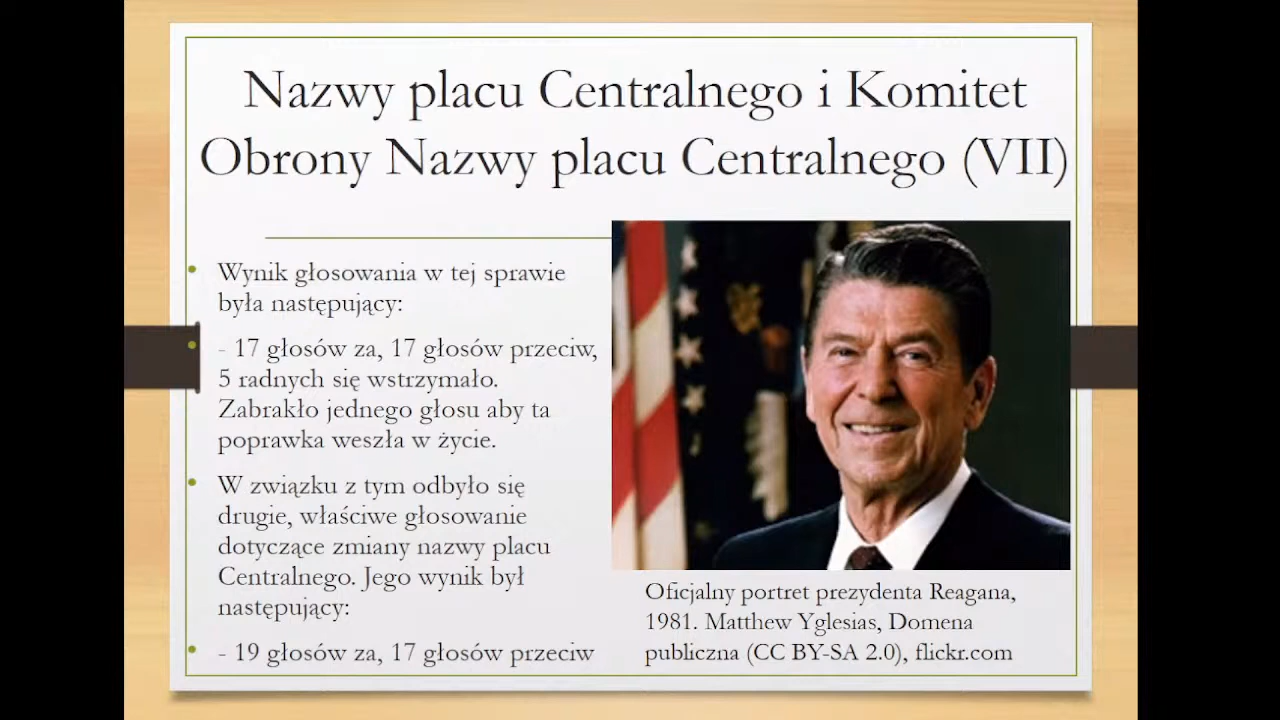 Nazwy placu Centralnego i Komitet
Obrony Nazwy placu Centralnego (VII)
Wynik głosowania w tej sprawie
była następujący:
- 17 głosów za, 17 głosów przeciw,
5 radnych się wstrzymało.
Zabrakło jednego głosu aby ta
poprawka weszła w życie.
W związku z tym odbyło się
drugie, właściwe głosowanie
dotyczące zmiany nazwy placu
Centralnego. Jego wynik był
następujący:
- 19 głosów za, 17 głosów przeciw
Oficjalny portret prezydenta Reagana,
1981. Matthew Yglesias, Domena
publiczna (CC BY-SA 2.0), flickr.com